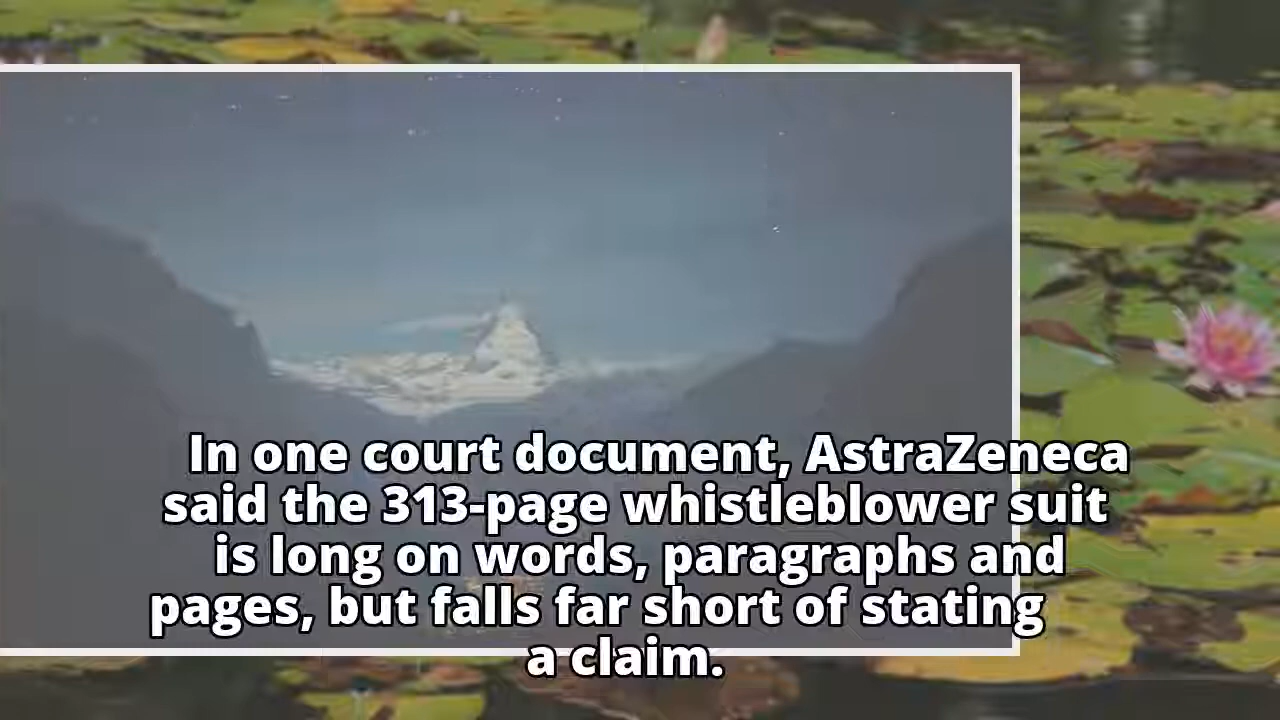 In one court document, AstraZeneca
said the 313-page whistleblower suit
is long on words, paragraphs and
pages, but falls far short of stating
a claim.